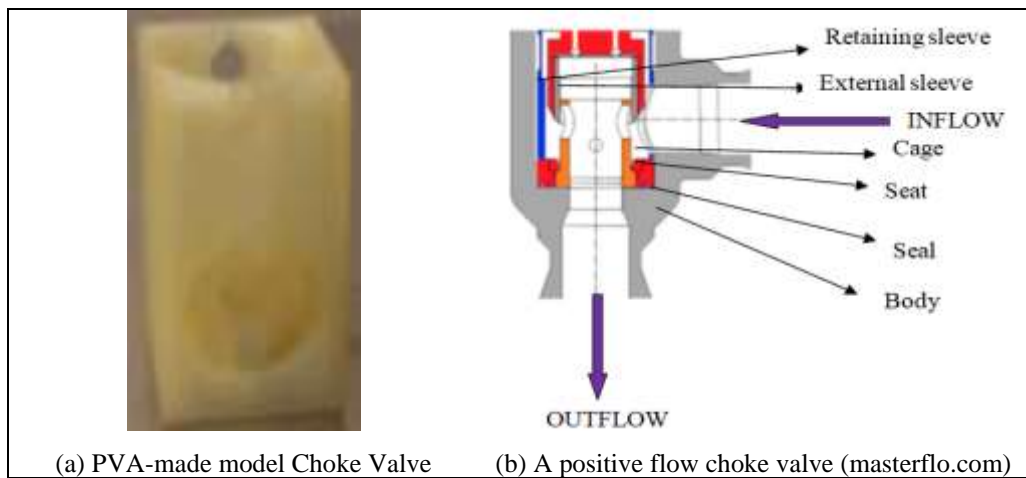 Retaining sleeve
External sleeve
INFLOW
Cage
Seat
Seal
Body
OUTFLOW
(a) PVA-made model Choke Valve
(b) A positive flow choke valve (masterflo.com)